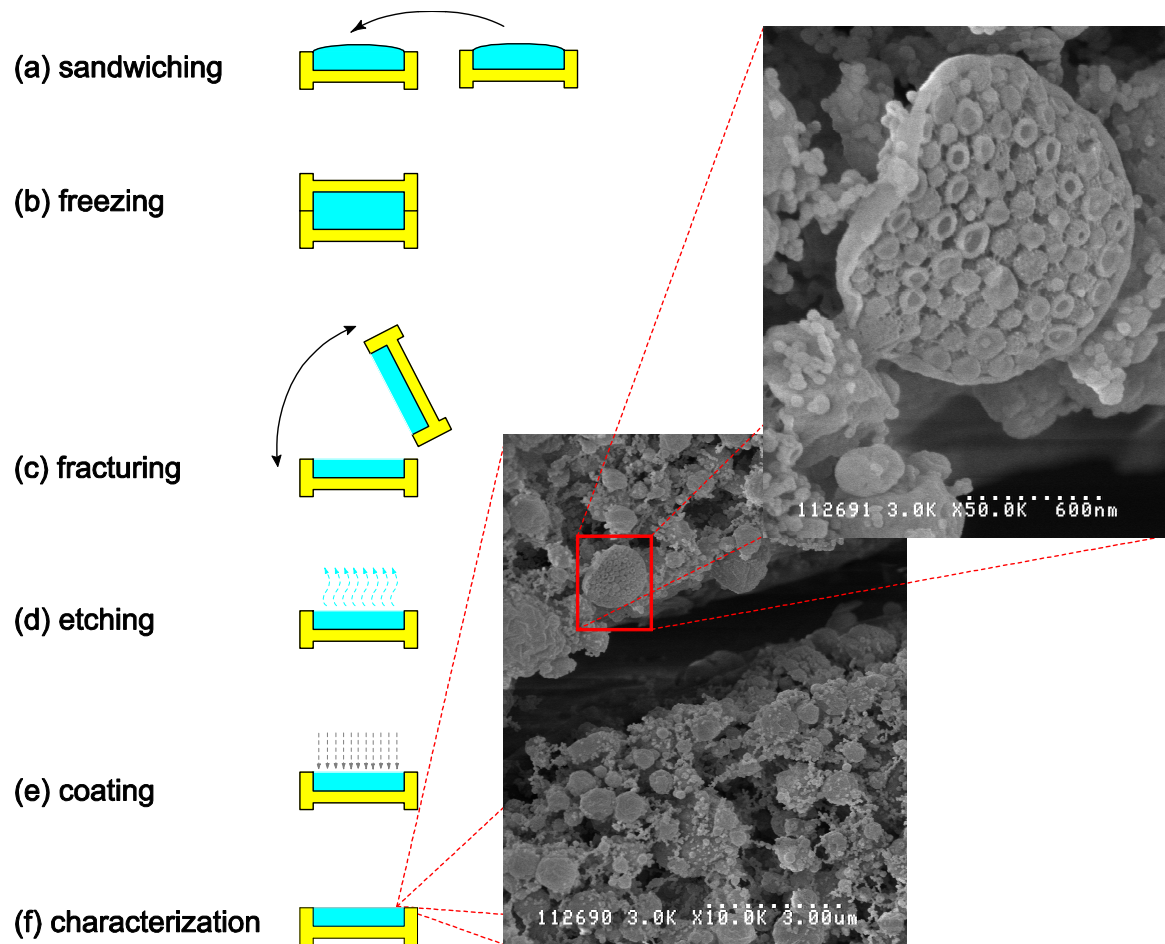 (a) sandwiching
(b) freezing
(c) fracturing
(d) etching
(e) coating
(f) characterization
112691 3.0K X50.0K 600nm
112690 3.0K X10.0K 3.00um